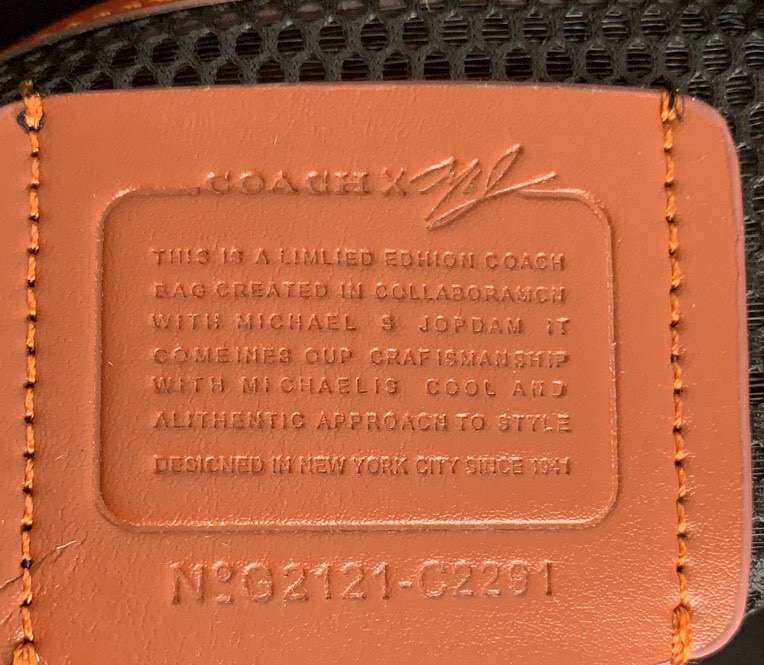 COACH X MBJ
THIS IS A LIMLIED EDHION COACH
BAG CREATED IN COLLABORAMCN
WITH MICHAEL S JOPDAM IT
COMEINES OUP CRAFISMANSHIP
WITH MICHAELIS COOL AND
ALITHENTIC APPROACH TO STYLE
DESIGNED IN NEW YORK CITY SINCE 1941
NoG2121-C2291